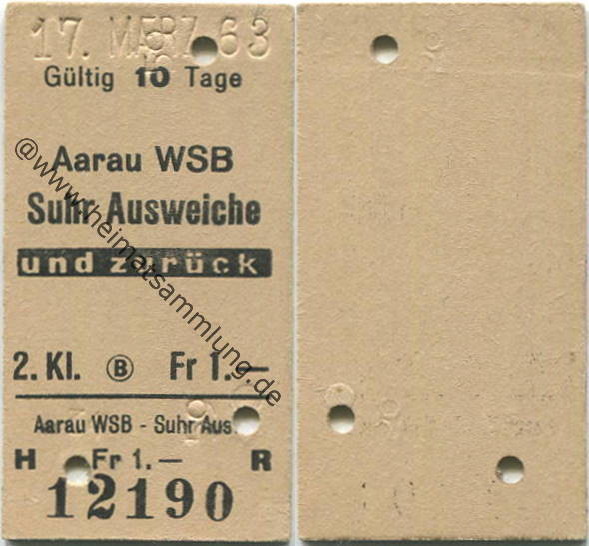 17. MÄRZ 63
Gültig 10 Tage
Aarau WSB
Suhr Ausweiche
und zurück
2. Kl. B Fr 1.—
Aarau WSB - Suhr Aus.
H Fr 1.— R
12190
@www.heimatsammlung.de